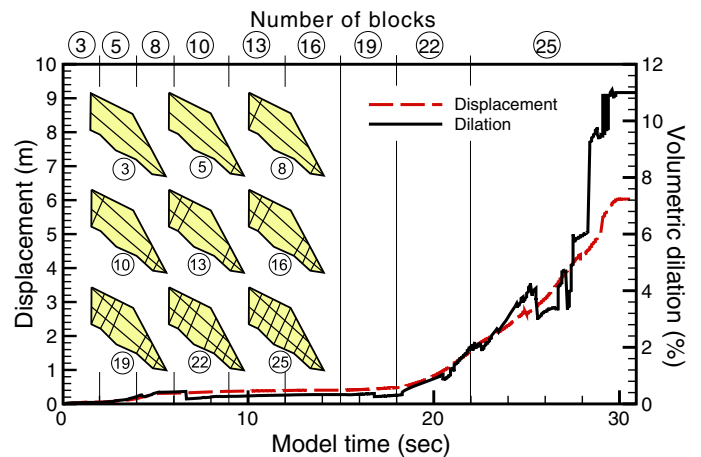 Number of blocks
3 5 8 10 13 16 19 22 25
10 12
9
8 10
7
6 8
5
4 6
3
2 4
1 2
0 0
Displacement (m)
Volumetric dilation (%)
Displacement
Dilation
3 5 8
10 13 16
19 22 25
0 10 20 30
Model time (sec)